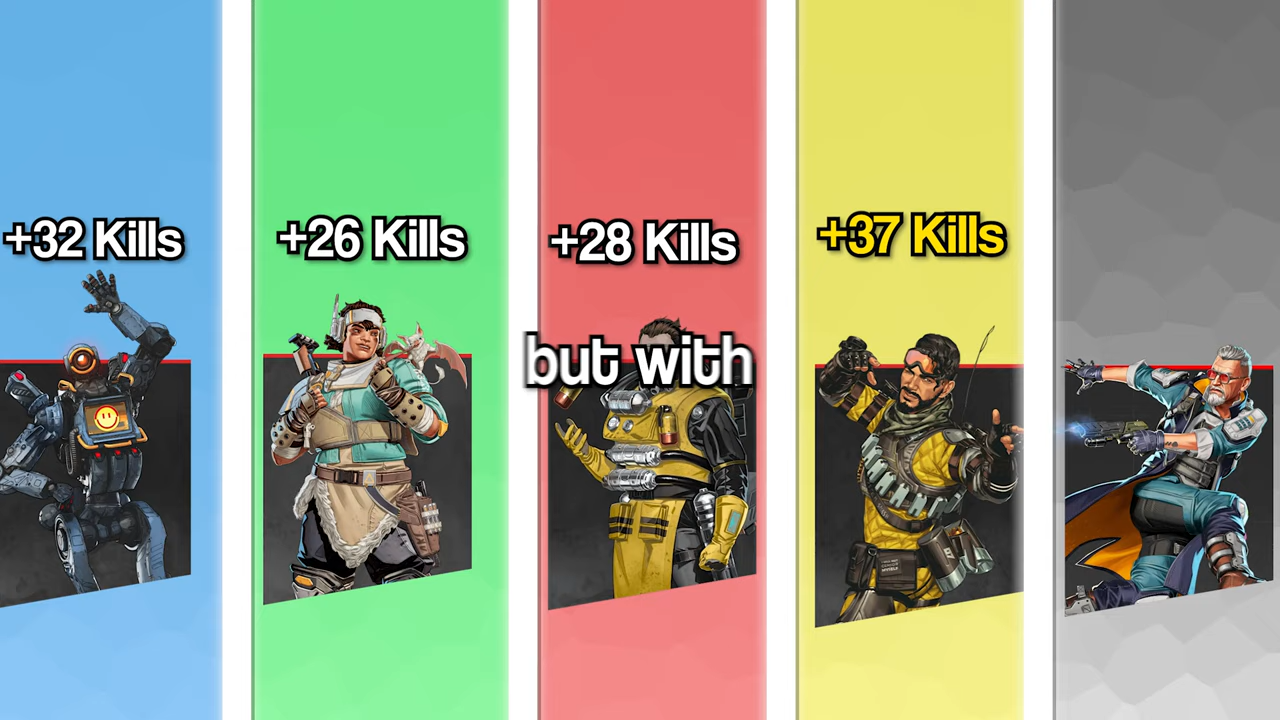 +32 Kills
+26 Kills
+28 Kills
+37 Kills
but with